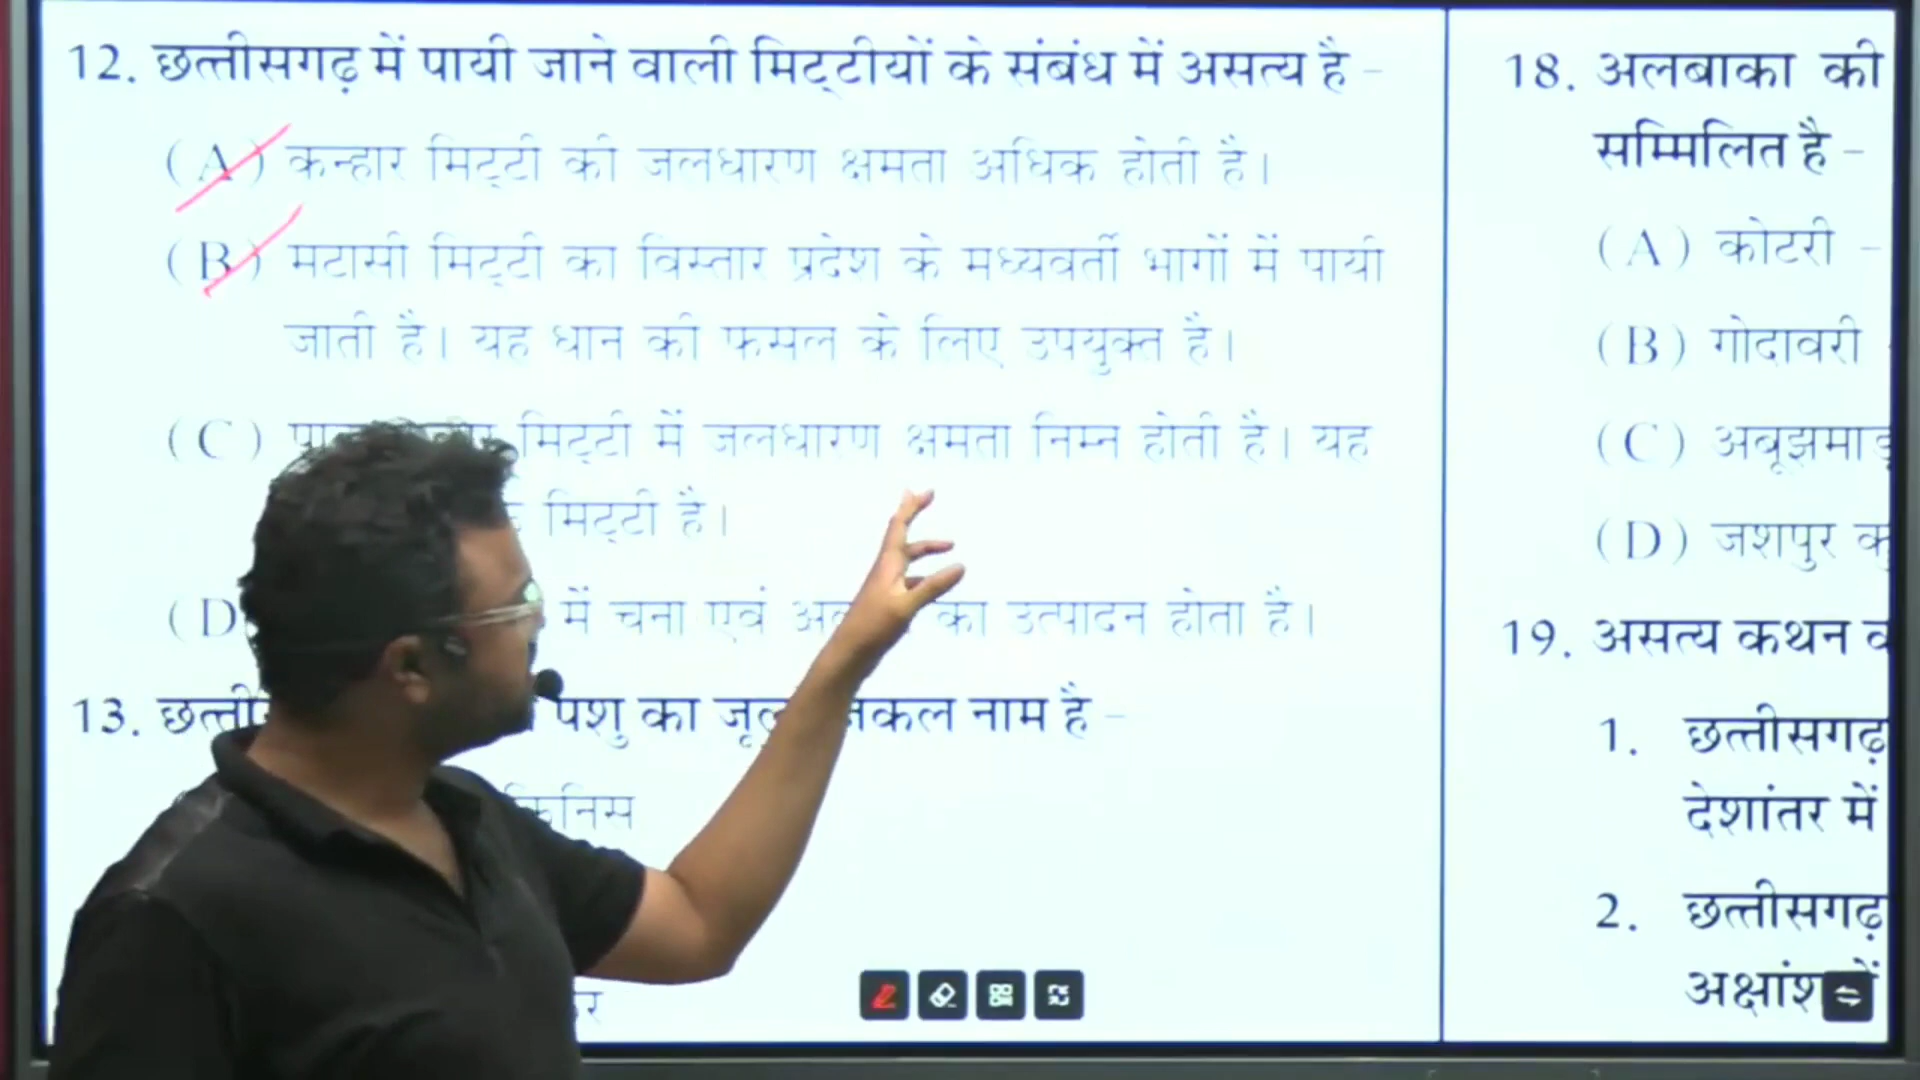 12. छत्तीसगढ़ में पायी जाने वाली मिट्टीयों के संबंध में असत्य है -
(A) कन्हार मिट्टी की जलधारण क्षमता अधिक होती है।
(B) मटासी मिट्टी का विस्तार प्रदेश के मध्यवर्ती भागों में पायी
जाती है। यह धान की फसल के लिए उपयुक्त है।
(C) मिट्टी में जलधारण क्षमता निम्न होती है। यह
मिट्टी है।
(D में चना एवं का उत्पादन होता है।
13. पशु का नाम है -
18. अलबाका की
सम्मिलित है -
(A) कोटरी -
(B) गोदावरी
(C) अबूझमाड़
(D) जशपुर
19. असत्य कथन
1. छत्तीसगढ़
देशांतर में
2. छत्तीसगढ़
अक्षांश में